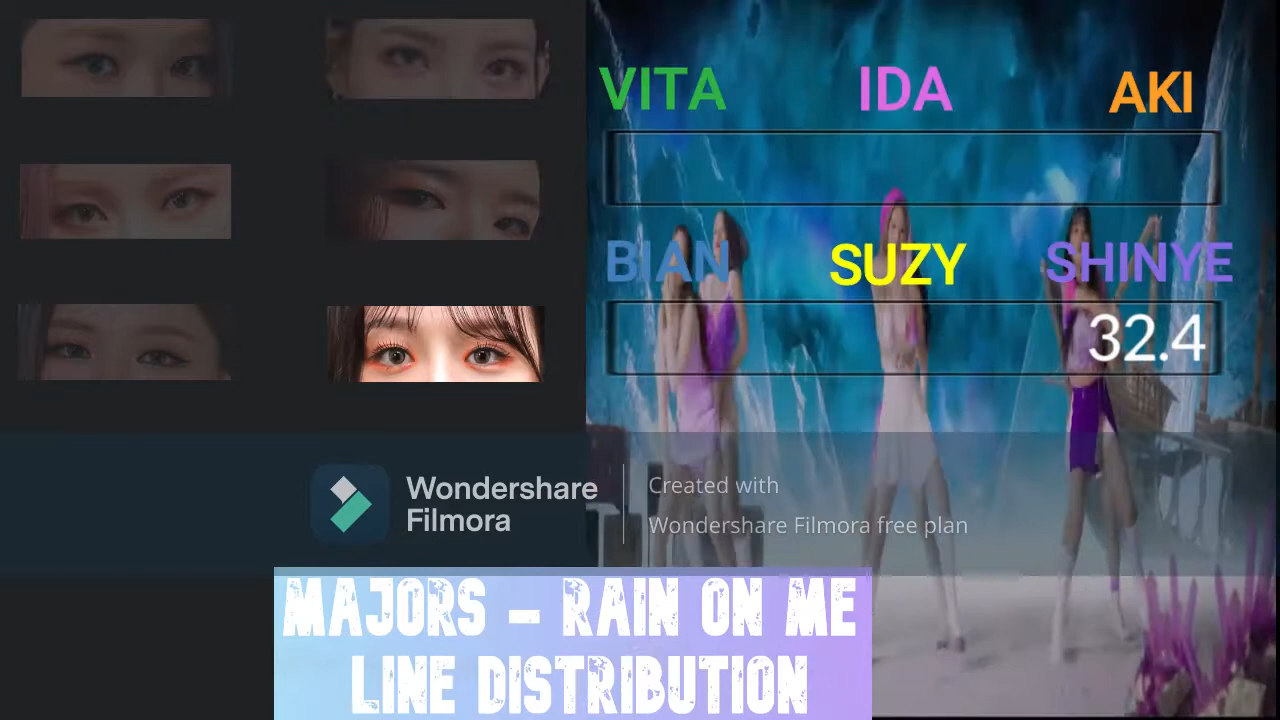 VITA IDA AKI
BIAN SUZY SHINYE
32.4
Wondershare
Filmora
Created with
Wondershare Filmora free plan
MAJORS - RAIN ON ME
LINE DISTRIBUTION